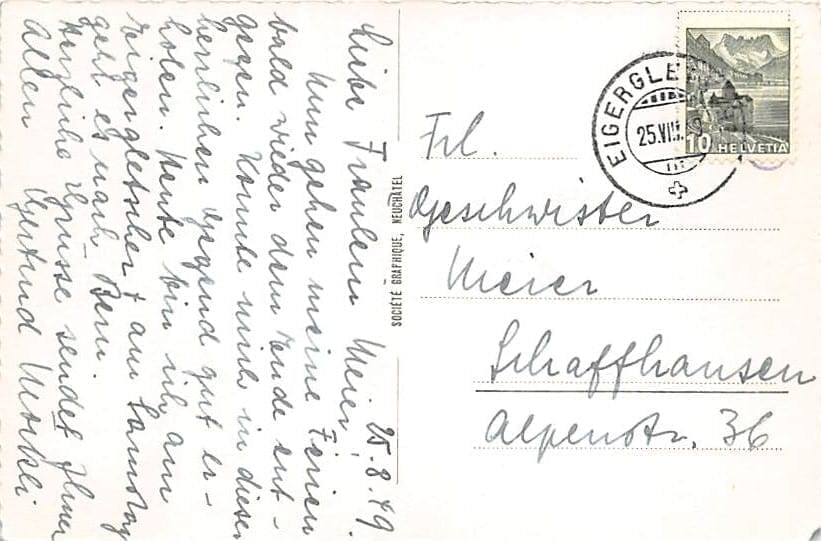 25.8.49.
Liebe Fräulein Meier!
Nun gehen meine Ferien
bald wieder dem Ende ent-
gegen. Konnte mich in dieser
herrlichen Gegend gut er-
holen. Heute bin ich am
Eigergletscher & am Samstag
geht es nach Bern.
Herzliche Grüsse sendet Ihnen
Allen Gertrud Morkli
SOCIÉTÉ GRAPHIQUE, NEUCHÂTEL
EIGERGLE
25.VIII.
10 HELVETIA
Frl.
Geschwister
Meier
Schaffhausen
Alpenstr. 36